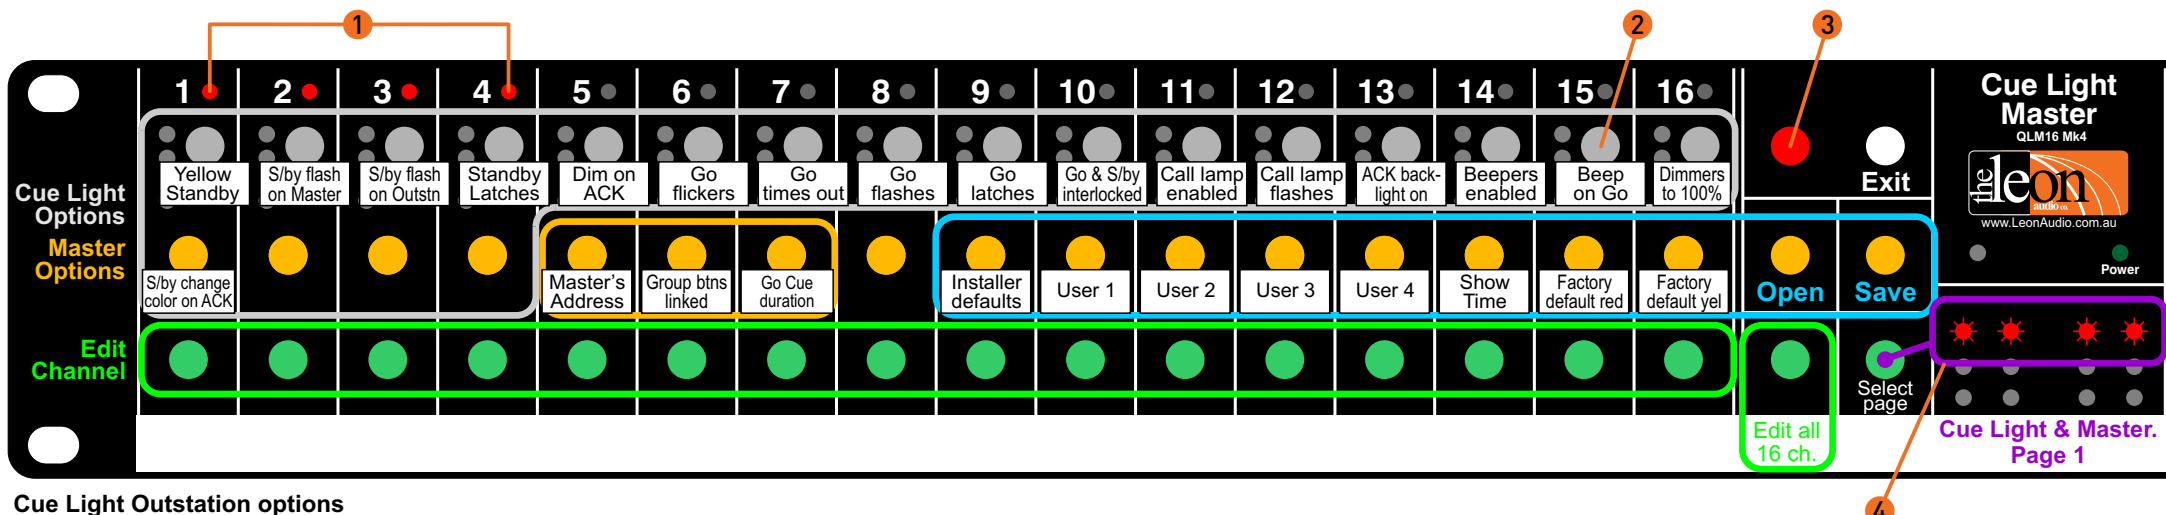 1
2
3
1 2 3 4 5 6 7 8 9 10 11 12 13 14 15 16
Cue Light
Master
QLM16 Mk4
the leon
audio co.
www.LeonAudio.com.au
Power
Exit
Cue Light
Options
Yellow
Standby
S/by flash
on Master
S/by flash
on Outstn
Standby
Latches
Dim on
ACK
Go
flickers
Go
times out
Go
flashes
Go
latches
Go & S/by
interlocked
Call lamp
enabled
Call lamp
flashes
ACK back-
light on
Beepers
enabled
Beep
on Go
Dimmers
to 100%
Master
Options
S/by change
color on ACK
Master's
Address
Group btns
linked
Go Cue
duration
Installer
defaults
User 1
User 2
User 3
User 4
Show
Time
Factory
default red
Factory
default yel
Open
Save
Edit
Channel
Edit all
16 ch.
Select
page
Cue Light & Master.
Page 1
Cue Light Outstation options
4